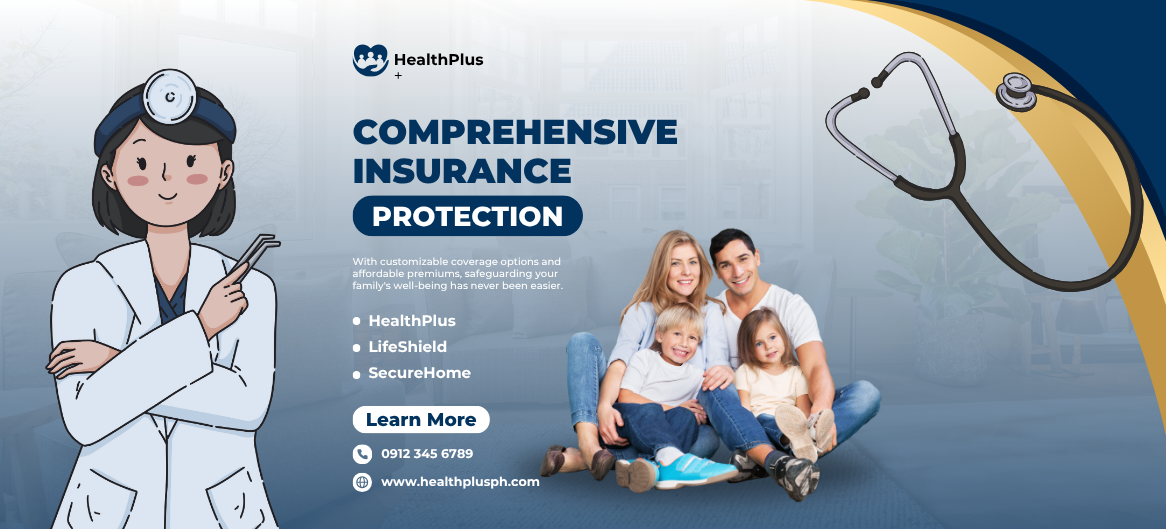 HealthPlus
+
COMPREHENSIVE
INSURANCE
PROTECTION
With customizable coverage options and
affordable premiums, safeguarding your
family's well-being has never been easier.
HealthPlus
LifeShield
SecureHome
Learn More
0912 345 6789
www.healthplusph.com